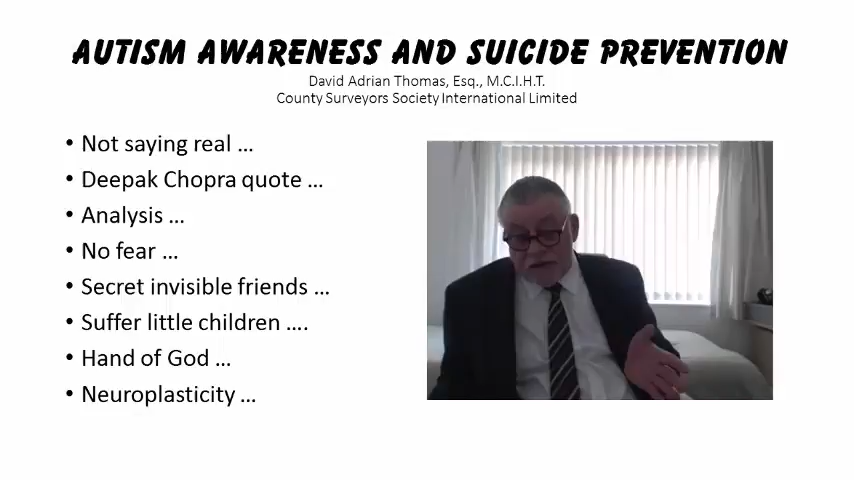 AUTISM AWARENESS AND SUICIDE PREVENTION
David Adrian Thomas, Esq., M.C.I.H.T.
County Surveyors Society International Limited
• Not saying real ...
• Deepak Chopra quote ...
• Analysis ...
• No fear ...
• Secret invisible friends ...
• Suffer little children ....
• Hand of God ...
• Neuroplasticity ...